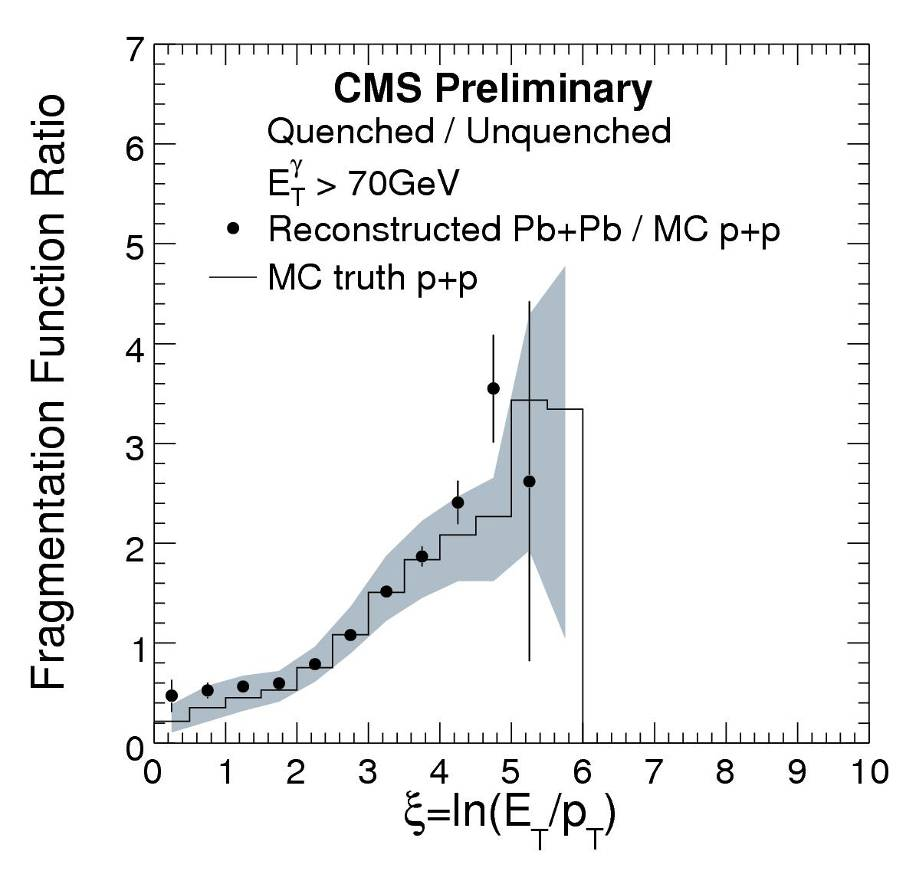 7
6
5
4
3
2
1
0
Fragmentation Function Ratio
CMS Preliminary
Quenched / Unquenched
E_T^γ > 70GeV
Reconstructed Pb+Pb / MC p+p
MC truth p+p
0 1 2 3 4 5 6 7 8 9 10
ξ=ln(E_T/p_T)